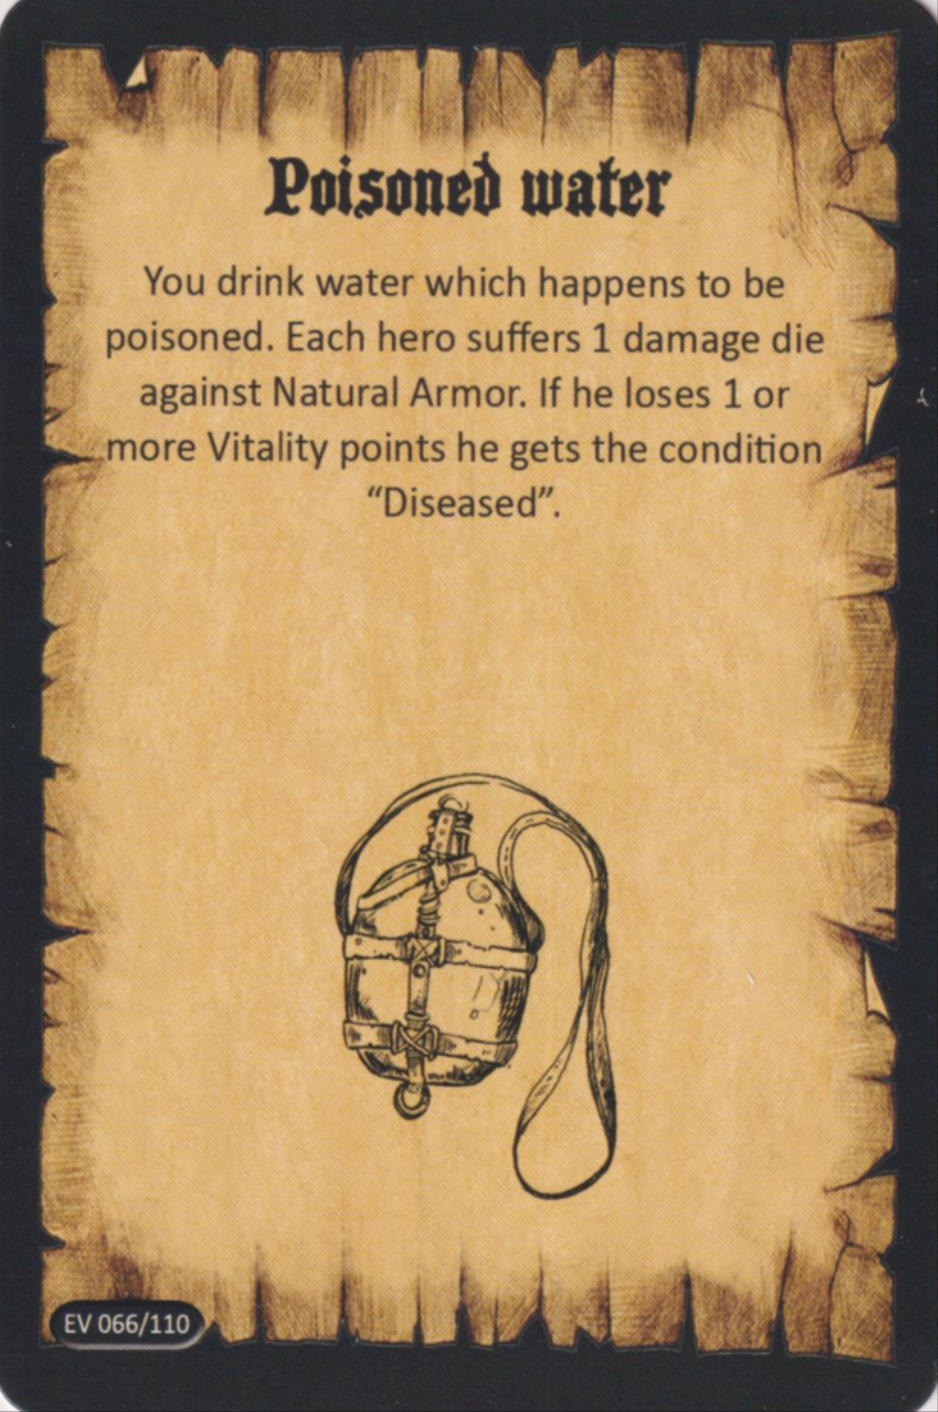 Poisoned water
You drink water which happens to be
poisoned. Each hero suffers 1 damage die
against Natural Armor. If he loses 1 or
more Vitality points he gets the condition
“Diseased”.
EV 066/110